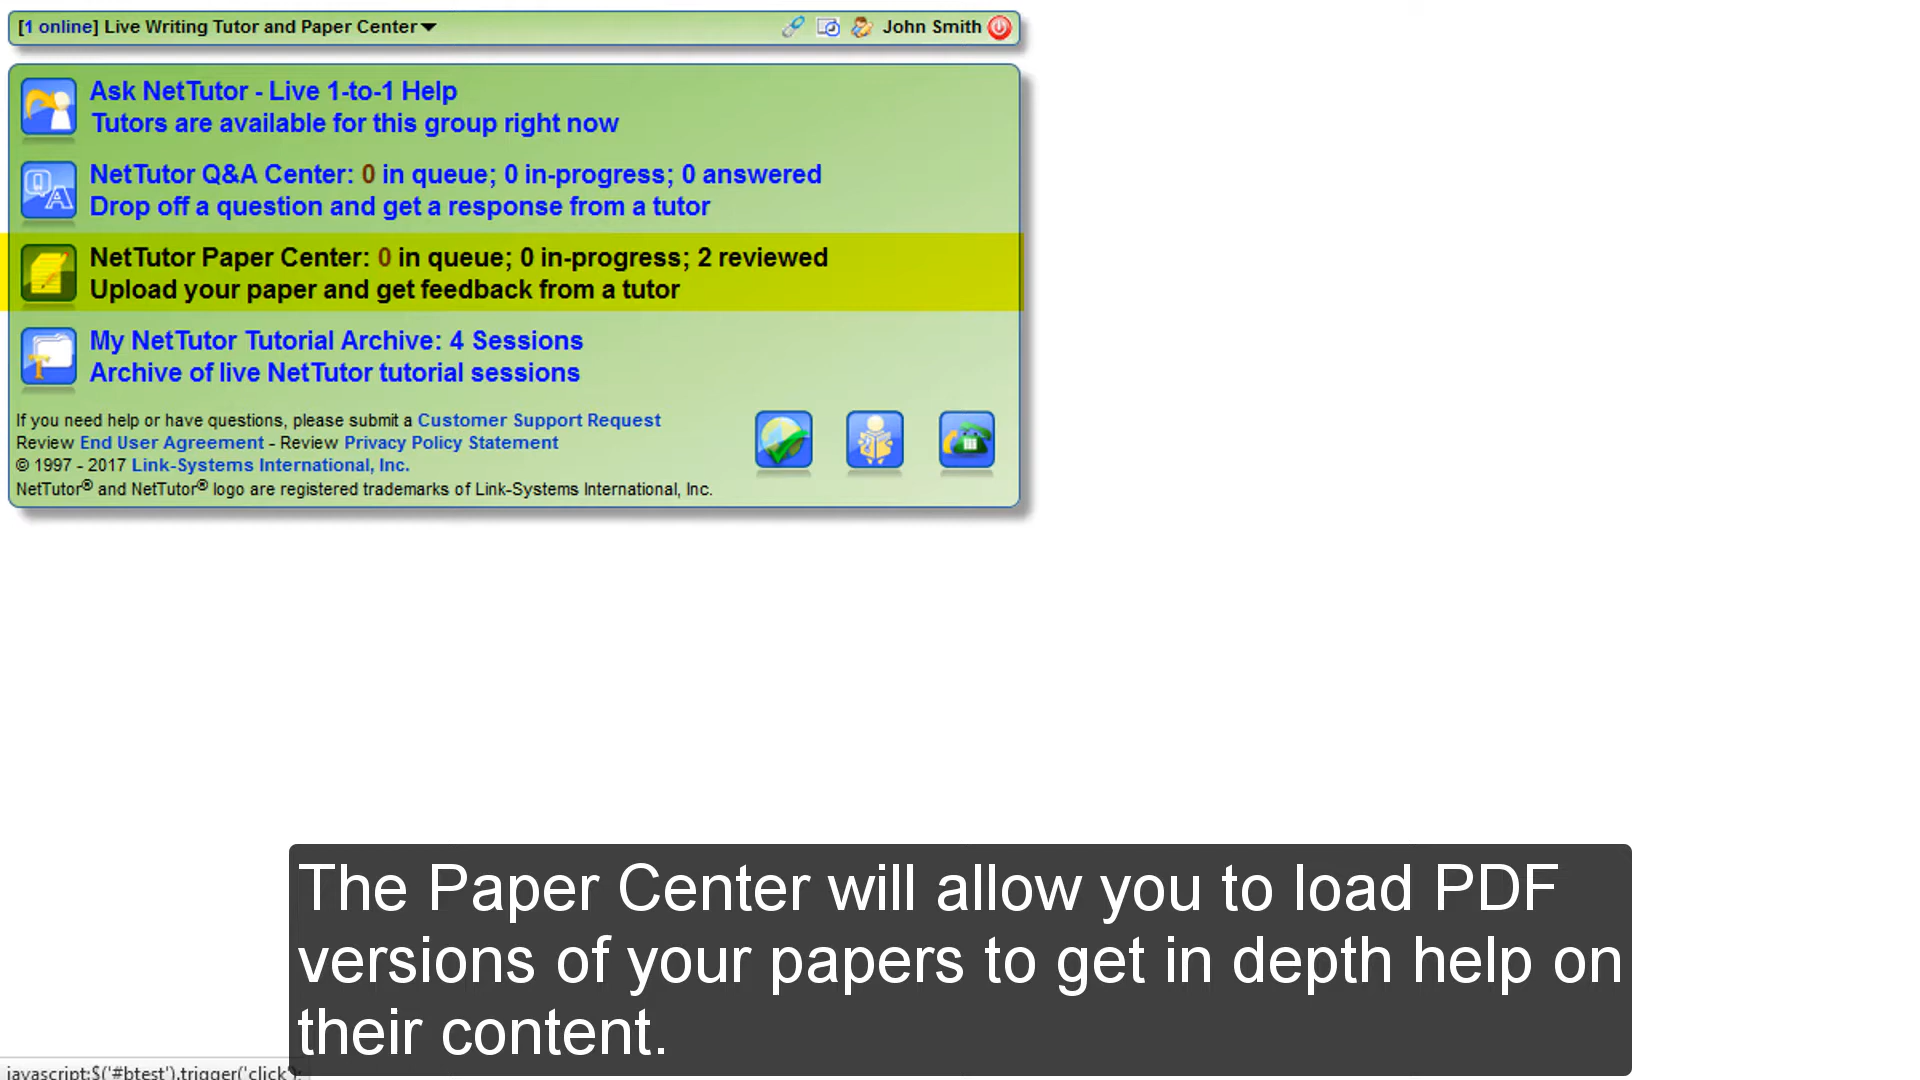 [1 online] Live Writing Tutor and Paper Center
John Smith
Ask NetTutor - Live 1-to-1 Help
Tutors are available for this group right now
NetTutor Q&A Center: 0 in queue; 0 in-progress; 0 answered
Drop off a question and get a response from a tutor
NetTutor Paper Center: 0 in queue; 0 in-progress; 2 reviewed
Upload your paper and get feedback from a tutor
My NetTutor Tutorial Archive: 4 Sessions
Archive of live NetTutor tutorial sessions
If you need help or have questions, please submit a Customer Support Request
Review End User Agreement - Review Privacy Policy Statement
© 1997 - 2017 Link-Systems International, Inc.
NetTutor® and NetTutor® logo are registered trademarks of Link-Systems International, Inc.
The Paper Center will allow you to load PDF
versions of your papers to get in depth help on
their content.
javascript:$('#btest').trigger('click');